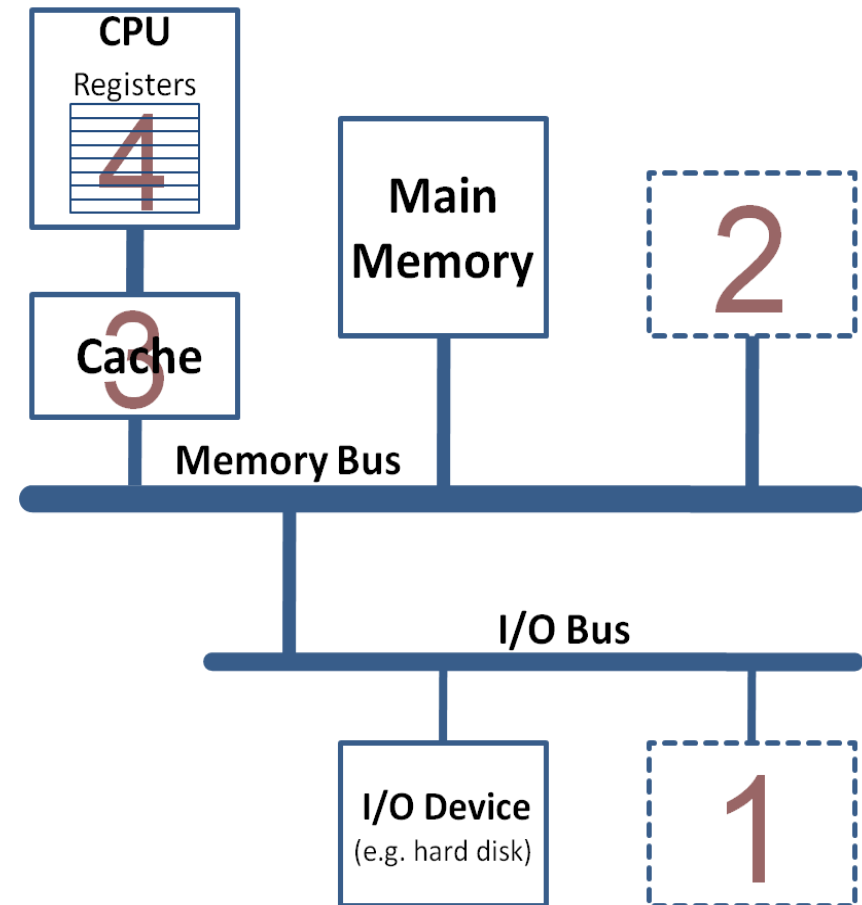 CPU
Registers
4
Main
Memory
2
Cache
3
Memory Bus
I/O Bus
I/O Device
(e.g. hard disk)
1